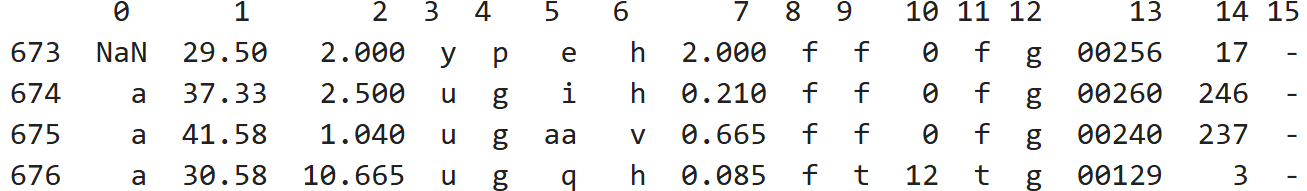 0 1 2 3 4 5 6 7 8 9 10 11 12 13 14 15
673 NaN 29.50 2.000 y p e h 2.000 f f 0 f g 00256 17 -
674 a 37.33 2.500 u g i h 0.210 f f 0 f g 00260 246 -
675 a 41.58 1.040 u g aa v 0.665 f f 0 f g 00240 237 -
676 a 30.58 10.665 u g q h 0.085 f t 12 t g 00129 3 -